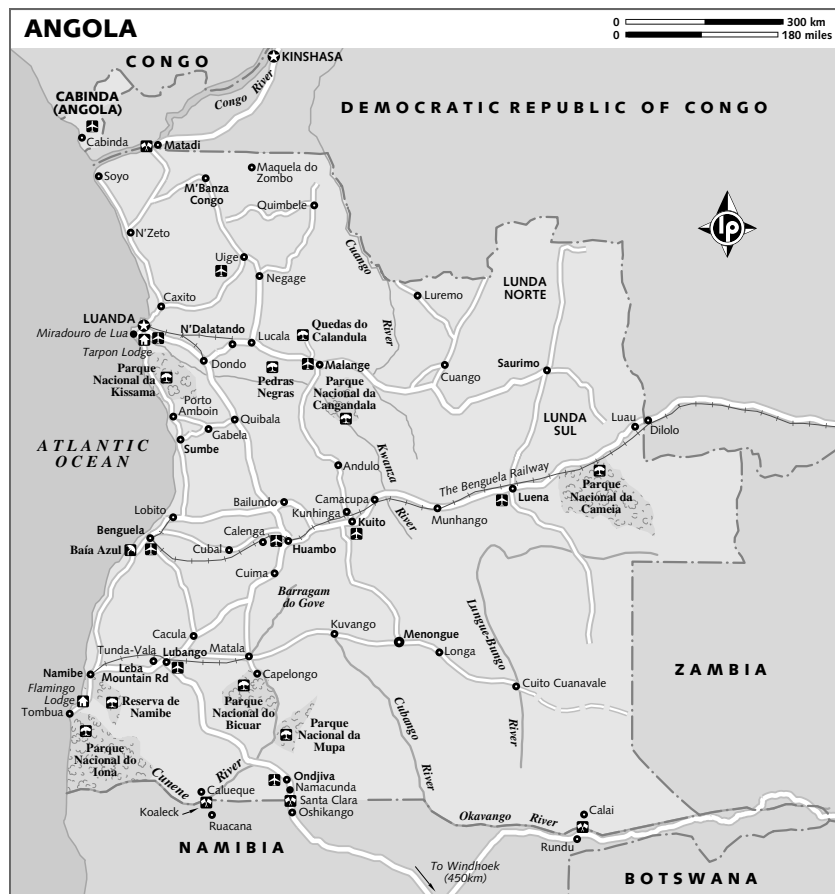 ANGOLA
0 300 km
0 180 miles
CONGO
KINSHASA
Congo River
CABINDA
(ANGOLA)
DEMOCRATIC REPUBLIC OF CONGO
Cabinda
Matadi
Soyo
Maquela do
Zombo
M'Banza
Congo
Quimbele
lp
N'Zeto
Cuango
River
Uige
Negage
LUNDA
NORTE
Luremo
Caxito
LUANDA
Miradouro de Lua
N'Dalatando
Lucala
Quedas do
Calandula
Tarpon Lodge
Dondo
Malange
Cuango
Saurimo
Parque
Nacional da
Kissama
Pedras
Negras
Parque
Nacional da
Cangandala
Porto
Amboin
Quibala
Gabela
Sumbe
LUNDA
SUL
Luau
Dilolo
ATLANTIC
OCEAN
Kwanza
River
Andulo
The Benguela Railway
Parque
Nacional da
Cameia
Luena
Lobito
Bailundo
Camacupa
Kunhinga
Kuito
Munhango
Benguela
Calenga
Baía Azul
Cubal
Huambo
Cuima
Barragam
do Gove
Lungue-Bungo
River
Cacula
Kuvango
Menongue
Tunda-Vala
Lubango
Matala
Longa
Leba
Mountain Rd
ZAMBIA
Namibe
Capelongo
Cuito Cuanavale
Flamingo
Lodge
Reserva de
Namibe
Parque
Nacional do
Bicuar
Tombua
Cubango
River
Parque
Nacional da
Mupa
Parque
Nacional do
Iona
Cunene River
Ondjiva
Calueque
Namacunda
Santa Clara
Koaleck
Oshikango
Ruacana
Okavango River
Calai
Rundu
NAMIBIA
To Windhoek
(450km)
BOTSWANA